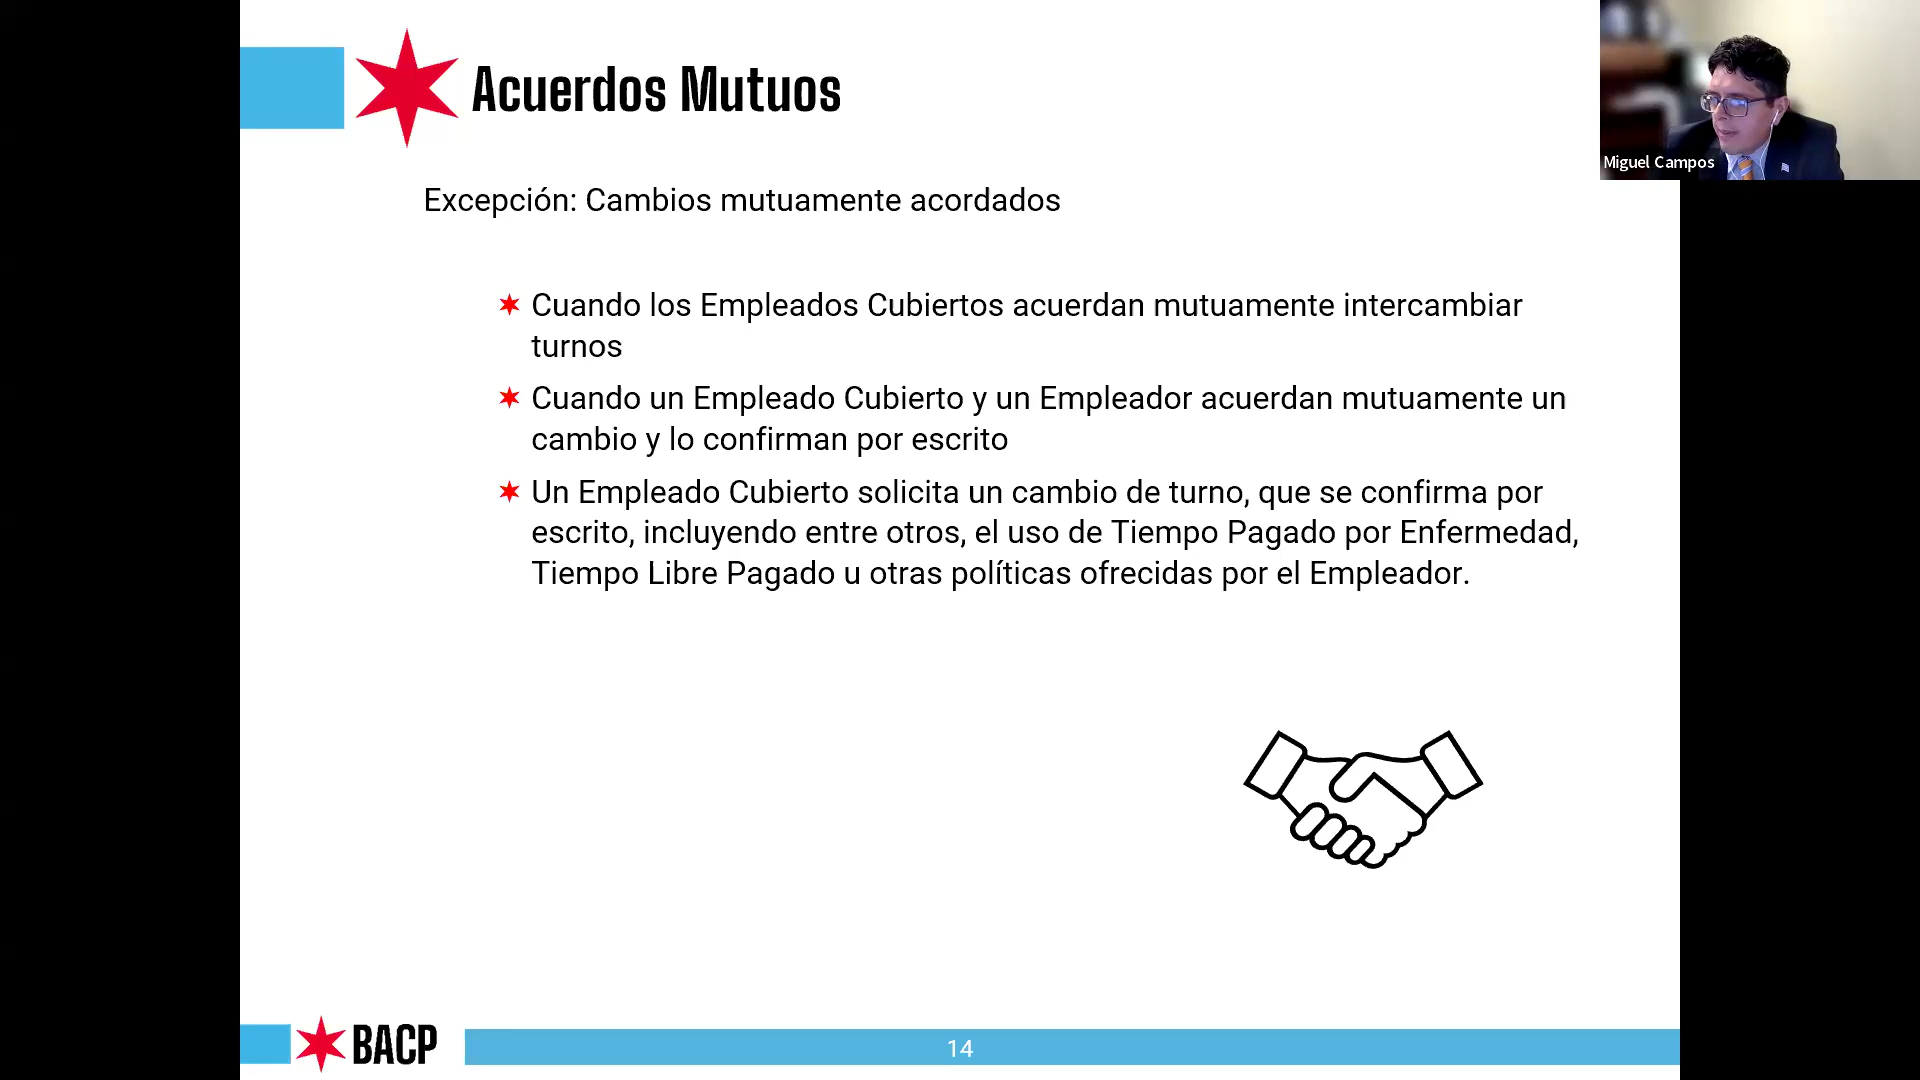 Acuerdos Mutuos
Miguel Campos
Excepción: Cambios mutuamente acordados
Cuando los Empleados Cubiertos acuerdan mutuamente intercambiar
turnos
Cuando un Empleado Cubierto y un Empleador acuerdan mutuamente un
cambio y lo confirman por escrito
Un Empleado Cubierto solicita un cambio de turno, que se confirma por
escrito, incluyendo entre otros, el uso de Tiempo Pagado por Enfermedad,
Tiempo Libre Pagado u otras políticas ofrecidas por el Empleador.
BACP
14